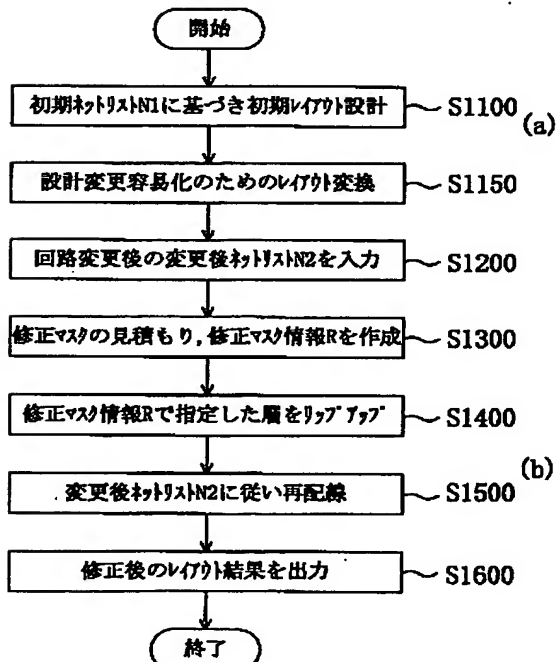 開始
初期ネットリストN1に基づき初期レイアウト設計 S1100
(a)
設計変更容易化のためのレイアウト変換 S1150
回路変更後の変更後ネットリストN2を入力 S1200
修正マスクの見積もり,修正マスク情報Rを作成 S1300
修正マスク情報Rで指定した層をリップアップ S1400
(b)
変更後ネットリストN2に従い再配線 S1500
修正後のレイアウト結果を出力 S1600
終了